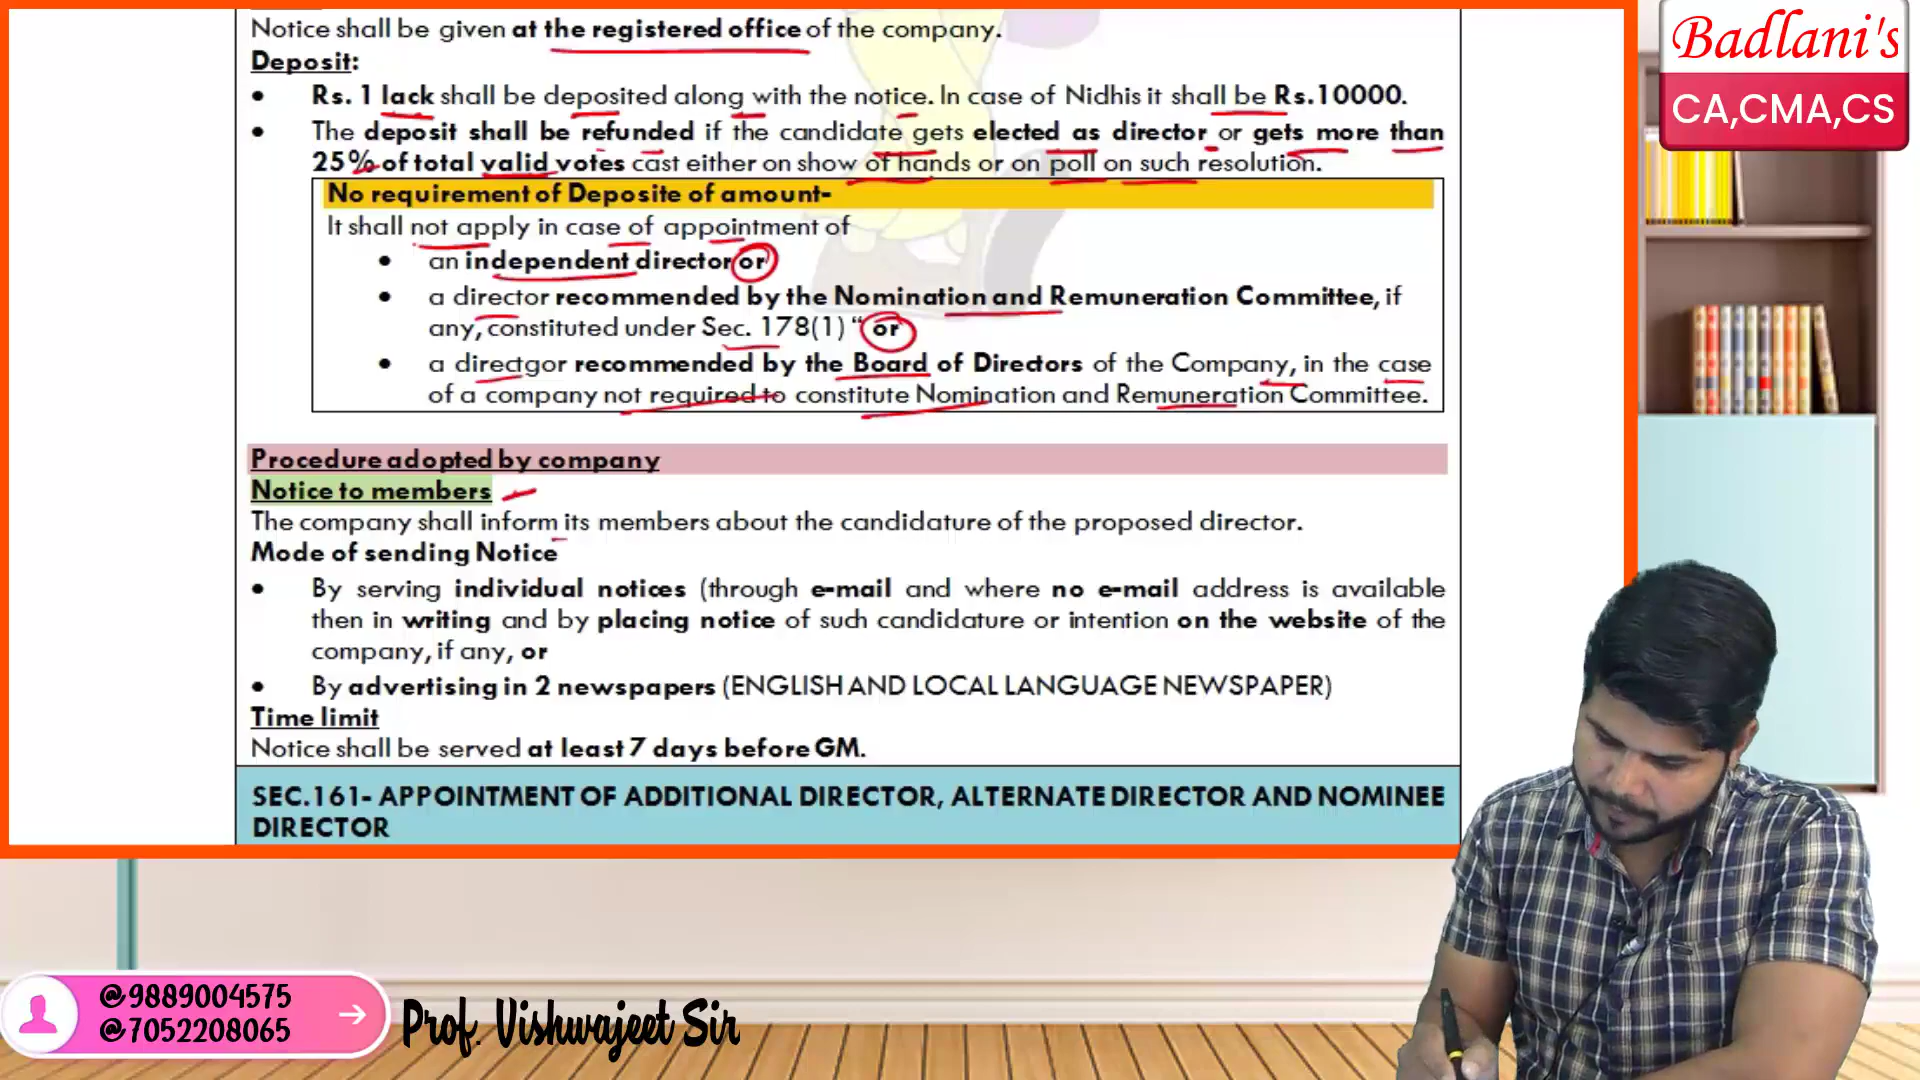 Notice shall be given at the registered office of the company.
Deposit:
• Rs. 1 lack shall be deposited along with the notice. In case of Nidhis it shall be Rs.10000.
• The deposit shall be refunded if the candidate gets elected as director or gets more than
25% of total valid votes cast either on show of hands or on poll on such resolution.
No requirement of Deposite of amount-
It shall not apply in case of appointment of
• an independent director or
• a director recommended by the Nomination and Remuneration Committee, if
any, constituted under Sec. 178(1) “ or
• a directgor recommended by the Board of Directors of the Company, in the case
of a company not required to constitute Nomination and Remuneration Committee.
Procedure adopted by company
Notice to members
The company shall inform its members about the candidature of the proposed director.
Mode of sending Notice
• By serving individual notices (through e-mail and where no e-mail address is available
then in writing and by placing notice of such candidature or intention on the website of the
company, if any, or
• By advertising in 2 newspapers (ENGLISH AND LOCAL LANGUAGE NEWSPAPER)
Time limit
Notice shall be served at least 7 days before GM.
SEC.161- APPOINTMENT OF ADDITIONAL DIRECTOR, ALTERNATE DIRECTOR AND NOMINEE
DIRECTOR
Badlani's
CA,CMA,CS
@9889004575
@7052208065
Prof. Vishwajeet Sir